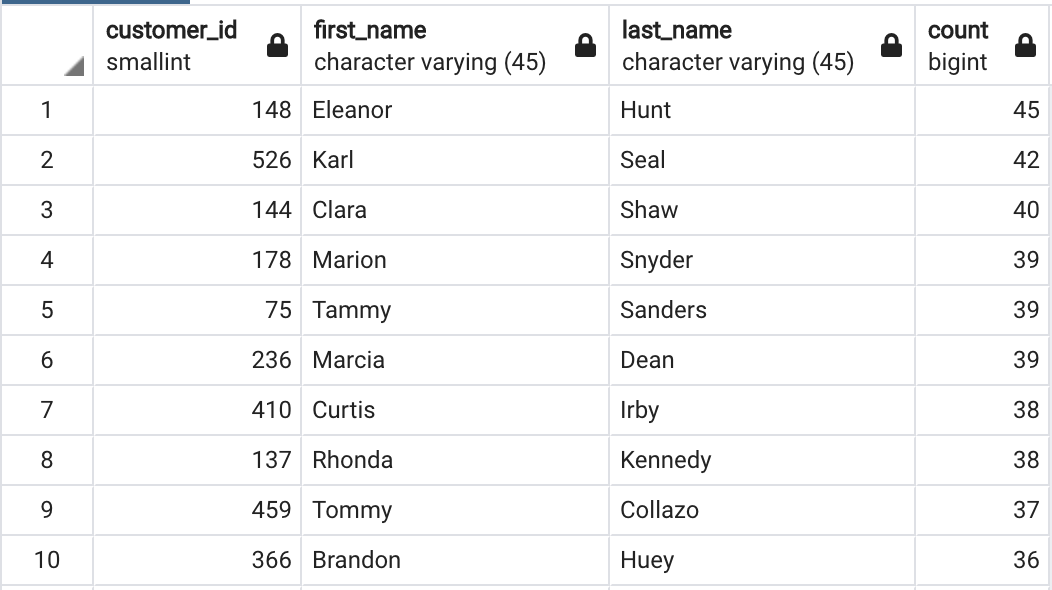 customer_id first_name last_name count
smallint character varying (45) character varying (45) bigint
1 148 Eleanor Hunt 45
2 526 Karl Seal 42
3 144 Clara Shaw 40
4 178 Marion Snyder 39
5 75 Tammy Sanders 39
6 236 Marcia Dean 39
7 410 Curtis Irby 38
8 137 Rhonda Kennedy 38
9 459 Tommy Collazo 37
10 366 Brandon Huey 36